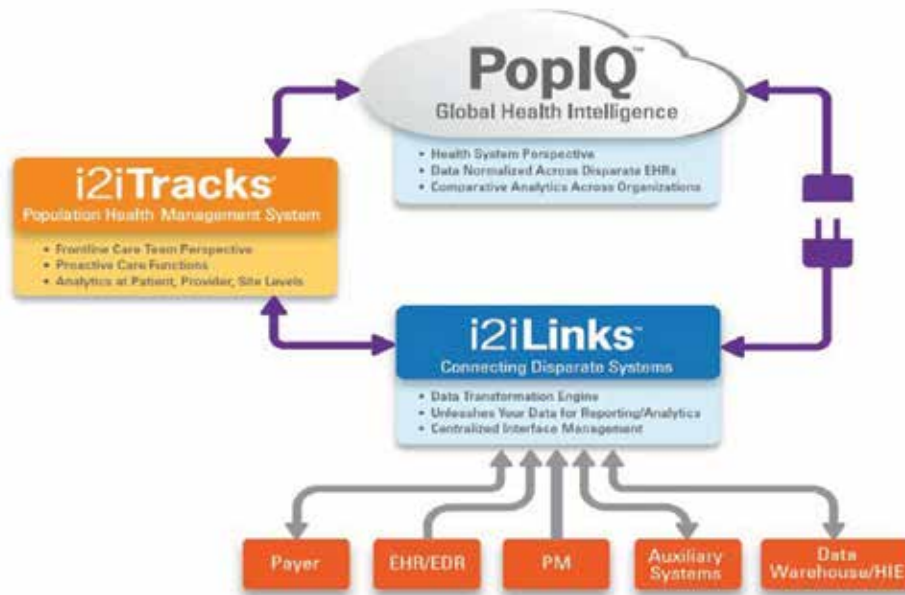 PopIQ™
Global Health Intelligence
• Health System Perspective
• Data Normalized Across Disparate EHRs
• Comparative Analytics Across Organizations
i2iTracks
Population Health Management System
• Frontline Care Team Perspective
• Proactive Care Functions
• Analytics at Patient, Provider, Site Levels
i2iLinks™
Connecting Disparate Systems
• Data Transformation Engine
• Unleashes Your Data for Reporting/Analytics
• Centralized Interface Management
Payer
EHR/EDR
PM
Auxiliary
Systems
Data
Warehouse/HIE